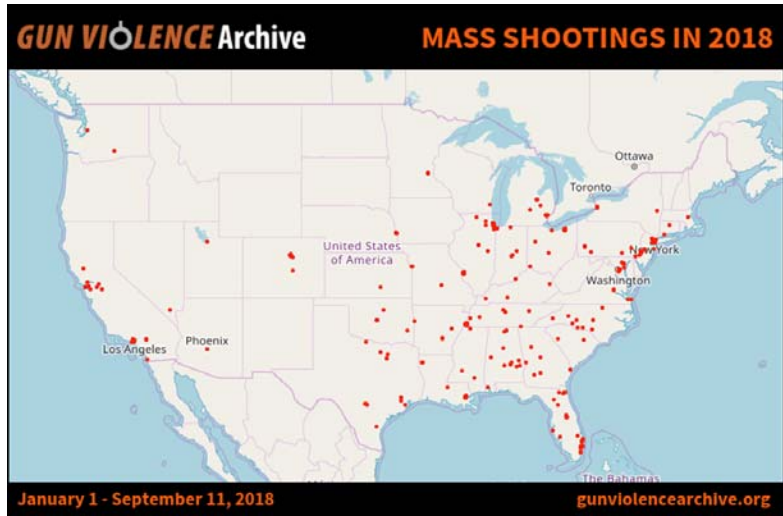 GUN VIOLENCE Archive
MASS SHOOTINGS IN 2018
Ottawa
Toronto
United States
of America
New York
Washington
Los Angeles
Phoenix
The Bahamas
January 1 - September 11, 2018
gunviolencearchive.org